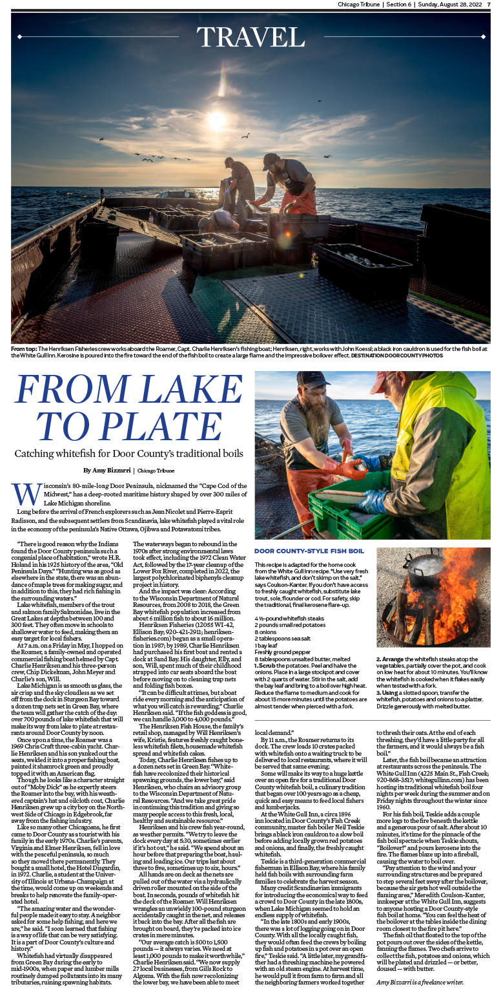 Chicago Tribune | Section 6 | Sunday, August 28, 2022 7
TRAVEL
From top: The Henriksen Fisheries crew works aboard the Roamer, Capt. Charlie Henriksen's fishing boat; Henriksen, right, works with John Koessl; a black iron cauldron is used for the fish boil at
the White Gull Inn. Kerosine is poured into the fire toward the end of the fish boil to create a large flame and the impressive boilover effect. DESTINATION DOOR COUNTY PHOTOS
FROM LAKE
TO PLATE
Catching whitefish for Door County's traditional boils
By Amy Bizzarri | Chicago Tribune
Wisconsin's 80-mile-long Door Peninsula, nicknamed the "Cape Cod of the
Midwest," has a deep-rooted maritime history shaped by over 300 miles of
Lake Michigan shoreline.
Long before the arrival of French explorers such as Jean Nicolet and Pierre-Esprit
Radisson, and the subsequent settlers from Scandinavia, lake whitefish played a vital role
in the economy of the peninsula's Native Ottawa, Ojibwa and Potawatomi tribes.
"There is good reason why the Indians
found the Door County peninsula such a
congenial place of habitation," wrote H.R.
Holand in his 1925 history of the area, "Old
Peninsula Days." "Hunting was as good as
elsewhere in the state, there was an abun-
dance of maple trees for making sugar, and
in addition to this, they had rich fishing in
the surrounding waters."
Lake whitefish, members of the trout
and salmon family Salmonidae, live in the
Great Lakes at depths between 100 and
300 feet. They often move in schools to
shallower water to feed, making them an
easy target for local fishers.
At 7 a.m. on a Friday in May, I hopped on
the Roamer, a family-owned and operated
commercial fishing boat helmed by Capt.
Charlie Henriksen and his three-person
crew, Chip Dickelman, John Meyer and
Charlie's son, Will.
Lake Michigan is as smooth as glass, the
air crisp and the sky cloudless as we set
off from the dock in Sturgeon Bay toward
a dozen trap nets set in Green Bay, where
the team will gather the catch of the day:
over 700 pounds of lake whitefish that will
make its way from lake to plate at restau-
rants around Door County by noon.
Once upon a time, the Roamer was a
1969 Chris Craft three-cabin yacht. Char-
lie Henriksen and his son yanked out the
seats, welded it into a proper fishing boat,
painted it shamrock green and proudly
topped it with an American flag.
Though he looks like a character straight
out of "Moby Dick" as he expertly steers
the Roamer into the bay, with his weath-
ered captain's hat and oilcloth coat, Charlie
Henriksen grew up a city boy on the North-
west Side of Chicago in Edgebrook, far
away from the fishing industry.
Like so many other Chicagoans, he first
came to Door County as a tourist with his
family in the early 1970s. Charlie's parents,
Virginia and Elmer Henriksen, fell in love
with the peaceful peninsula, so much
so they moved there permanently. They
bought a small hotel, the Hotel Disgardin,
in 1972. Charlie, a student at the Univer-
sity of Illinois at Urbana-Champaign at
the time, would come up on weekends and
breaks to help renovate the family-oper-
ated hotel.
"The amazing water and the wonder-
ful people made it easy to stay. A neighbor
asked for some help fishing, and here we
are," he said. "I soon learned that fishing
is a way of life that can be very satisfying.
It is a part of Door County's culture and
history."
Whitefish had virtually disappeared
from Green Bay during the early to
mid-1900s, when paper and lumber mills
routinely dumped pollutants into its many
tributaries, ruining spawning habitats.
The waterways began to rebound in the
1970s after strong environmental laws
took effect, including the 1972 Clean Water
Act, followed by the 17-year cleanup of the
Lower Fox River, completed in 2022, the
largest polychlorinated biphenyls cleanup
project in history.
And the impact was clear: According
to the Wisconsin Department of Natural
Resources, from 2008 to 2018, the Green
Bay whitefish population increased from
about 6 million fish to about 16 million.
Henriksen Fisheries (12055 WI-42,
Ellison Bay; 920-421-2911; henriksen-
fisheries.com) began as a small opera-
tion in 1987; by 1989, Charlie Henriksen
had purchased his first boat and rented a
dock at Sand Bay. His daughter, Elly, and
son, Will, spent much of their childhood
strapped into car seats aboard the boat
before moving on to cleaning trap nets
and folding fish boxes.
"It can be difficult at times, but a boat
ride every morning and the anticipation of
what you will catch is rewarding," Charlie
Henriksen said. "If the fish goddess is good,
we can handle 3,000 to 4,000 pounds."
The Henriksen Fish House, the family's
retail shop, managed by Will Henriksen's
wife, Kristie, features freshly caught bone-
less whitefish filets, housemade whitefish
spread and whitefish cakes.
Today, Charlie Henriksen fishes up to
a dozen nets set in Green Bay. "White-
fish have recolonized their historical
spawning grounds, the lower bay," said
Henriksen, who chairs an advisory group
to the Wisconsin Department of Natu-
ral Resources. "And we take great pride
in continuing this tradition and giving so
many people access to this fresh, local,
healthy and sustainable resource."
Henriksen and his crew fish year-round,
as weather permits. "We try to leave the
dock every day at 5:30, sometimes earlier
if it's hot out," he said. "We spend about an
hour before that preparing the boat, haul-
ing and loading ice. Our trips last about
three to five, sometimes up to six, hours."
All hands are on deck as the nets are
pulled out of the water via a hydraulically
driven roller mounted on the side of the
boat. In seconds, pounds of whitefish hit
the deck of the Roamer. Will Henriksen
wrangles an unwieldy 100-pound sturgeon
accidentally caught in the net, and releases
it back into the bay. After all the fish are
brought on board, they're packed into ice
crates in mere minutes.
"Our average catch is 500 to 1,500
pounds — it always varies. We need at
least 1,000 pounds to make it worthwhile,"
Charlie Henriksen said. "We now supply
27 local businesses, from Gills Rock to
Algoma. With the fish now recolonizing
the lower bay, we have been able to meet
DOOR COUNTY-STYLE FISH BOIL
This recipe is adapted for the home cook
from the White Gull Inn recipe. "Use very fresh
lake whitefish, and don't skimp on the salt,"
says Coulson-Kanter. If you don't have access
to freshly caught whitefish, substitute lake
trout, sole, flounder or cod. For safety, skip
the traditional, final kerosene flare-up.
4 ½-pound whitefish steaks
2 pounds small red potatoes
8 onions
2 tablespoons sea salt
1 bay leaf
Freshly ground pepper
8 tablespoons unsalted butter, melted
1. Scrub the potatoes. Peel and halve the
onions. Place in a large stockpot and cover
with 2 quarts of water. Stir in the salt, add
the bay leaf and bring to a boil over high heat.
Reduce the flame to medium and cook for
about 15 more minutes until the potatoes are
almost tender when pierced with a fork.
2. Arrange the whitefish steaks atop the
vegetables, partially cover the pot, and cook
on low heat for about 10 minutes. You'll know
the whitefish is cooked when it flakes easily
when tested with a fork.
3. Using a slotted spoon, transfer the
whitefish, potatoes and onions to a platter.
Drizzle generously with melted butter.
local demand."
By 11 a.m., the Roamer returns to its
dock. The crew loads 10 crates packed
with whitefish onto a waiting truck to be
delivered to local restaurants, where it will
be served that same evening.
Some will make its way to a huge kettle
over an open fire for a traditional Door
County whitefish boil, a culinary tradition
that began over 100 years ago as a cheap,
quick and easy means to feed local fishers
and lumberjacks.
At the White Gull Inn, a circa 1896
inn located in Door County's Fish Creek
community, master fish boiler Neil Teskie
brings a black iron cauldron to a slow boil
before adding locally grown red potatoes
and onions, and finally, the freshly caught
whitefish.
Teskie is a third-generation commercial
fisherman in Ellison Bay, where his family
held fish boils with surrounding farm
families to celebrate the harvest season.
Many credit Scandinavian immigrants
for introducing the economical way to feed
a crowd to Door County in the late 1800s,
when Lake Michigan seemed to hold an
endless supply of whitefish.
"In the late 1800s and early 1900s,
there was a lot of logging going on in Door
County. With all the locally caught fish,
they would often feed the crews by boiling
up fish and potatoes in a pot over an open
fire," Teskie said. "A little later, my grandfa-
ther had a threshing machine he powered
with an old steam engine. At harvest time,
he would pull it from farm to farm and all
the neighboring farmers worked together
to thresh their oats. At the end of each
threshing, they'd have a little party for all
the farmers, and it would always be a fish
boil."
Later, the fish boil became an attraction
at restaurants across the peninsula. The
White Gull Inn (4225 Main St., Fish Creek;
920-868-3517; whitegullinn.com) has been
hosting its traditional whitefish boil four
nights per week during the summer and on
Friday nights throughout the winter since
1960.
For his fish boil, Teskie adds a couple
more logs to the fire beneath the kettle
and a generous pour of salt. After about 10
minutes, it's time for the pinnacle of the
fish boil spectacle when Teskie shouts,
"Boilover!" and pours kerosene into the
fire. The flames blaze up into a fireball,
causing the water to boil over.
"Pay attention to the wind and your
surrounding structures and be prepared
to step several feet away after the boilover,
because the air gets hot well outside the
flaming area," Meredith Coulson-Kanter,
innkeeper at the White Gull Inn, suggests
to anyone hosting a Door County-style
fish boil at home. "You can feel the heat of
the boilover at the tables inside the dining
room closest to the fire pit here."
The fish oil that floated to the top of the
pot pours out over the sides of the kettle,
fanning the flames. Two chefs arrive to
collect the fish, potatoes and onions, which
will be plated and drizzled — or better,
doused — with butter.
Amy Bizzarri is a freelance writer.